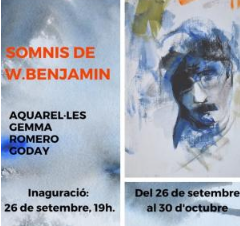 SOMNIS DE
W.BENJAMIN
AQUAREL·LES
GEMMA
ROMERO
GODAY
Inauguració:
26 de setembre, 19h.
Del 26 de setembre
al 30 d'octubre